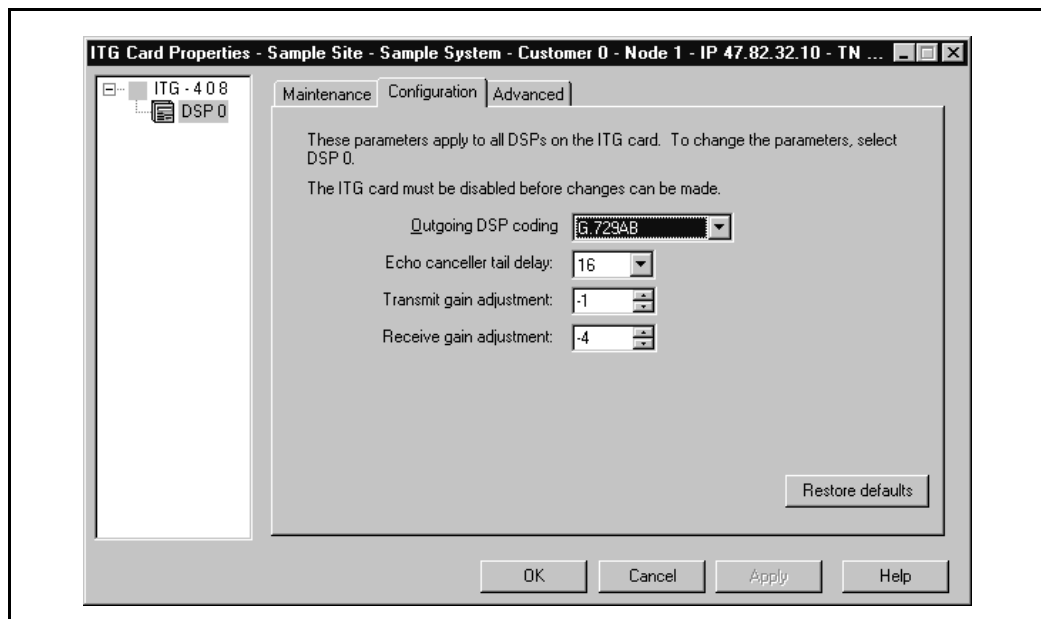 ITG Card Properties - Sample Site - Sample System - Customer 0 - Node 1 - IP 47.82.32.10 - TN ...
ITG - 4 0 8
DSP 0
Maintenance Configuration Advanced
These parameters apply to all DSPs on the ITG card. To change the parameters, select
DSP 0.
The ITG card must be disabled before changes can be made.
Outgoing DSP coding G.729AB
Echo canceller tail delay: 16
Transmit gain adjustment: -1
Receive gain adjustment: -4
Restore defaults
OK Cancel Apply Help